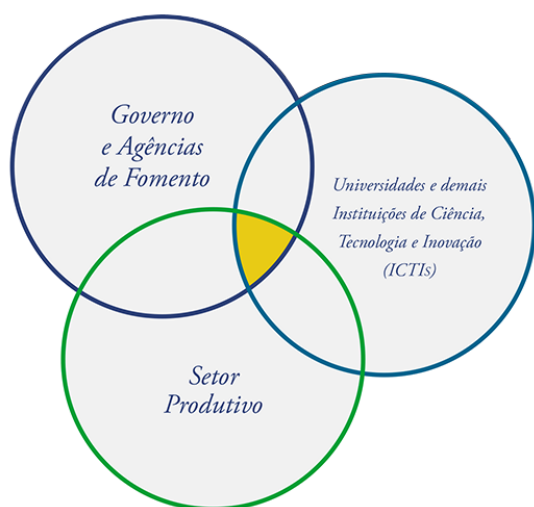 Governo
e Agências
de Fomento
Universidades e demais
Instituições de Ciência,
Tecnologia e Inovação
(ICTIs)
Setor
Produtivo